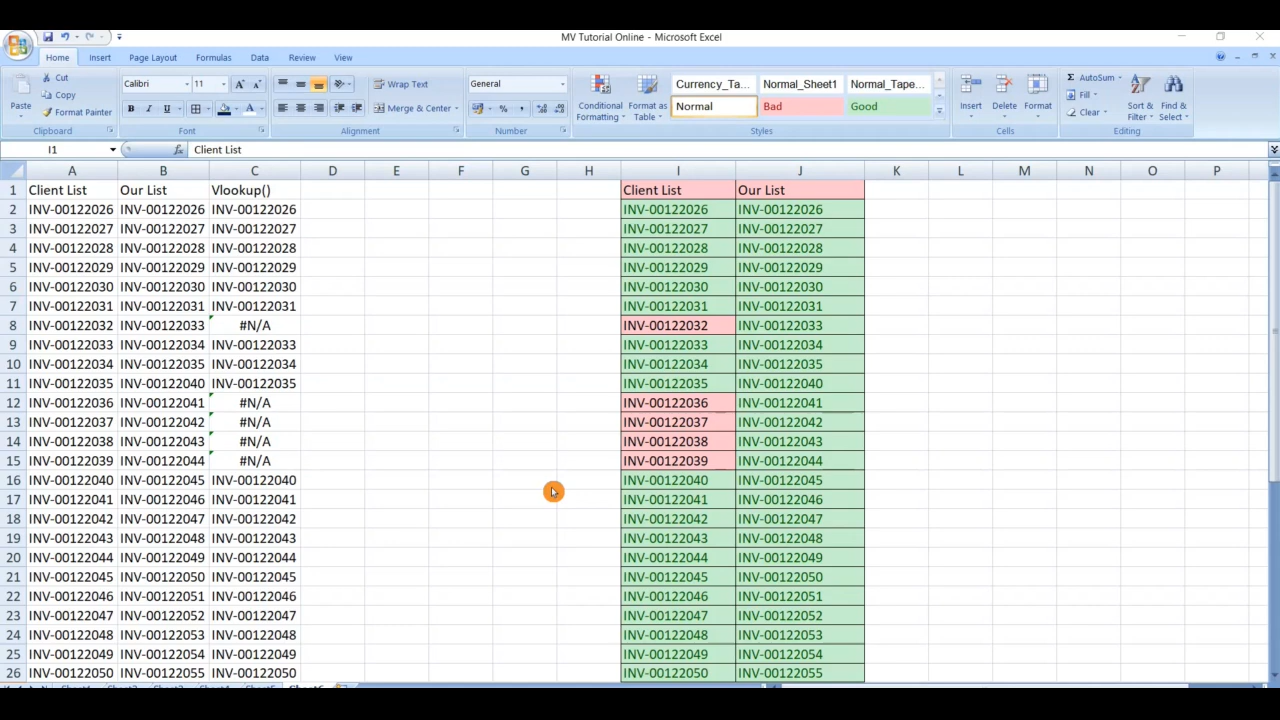 MV Tutorial Online - Microsoft Excel
Home Insert Page Layout Formulas Data Review View
Cut
Copy
Format Painter
Paste
Clipboard
Calibri 11
B I U
Font
Wrap Text
Merge & Center
Alignment
General
Number
Conditional Formatting
Format as Table
Currency_Ta... Normal_Sheet1 Normal_Tape...
Normal Bad Good
Styles
Insert Delete Format
Cells
AutoSum
Fill
Clear
Sort & Filter
Find & Select
Editing
I1 fx Client List
A B C D E F G H I J K L M N O P
1 Client List Our List Vlookup() Client List Our List
2 INV-00122026 INV-00122026 INV-00122026 INV-00122026 INV-00122026
3 INV-00122027 INV-00122027 INV-00122027 INV-00122027 INV-00122027
4 INV-00122028 INV-00122028 INV-00122028 INV-00122028 INV-00122028
5 INV-00122029 INV-00122029 INV-00122029 INV-00122029 INV-00122029
6 INV-00122030 INV-00122030 INV-00122030 INV-00122030 INV-00122030
7 INV-00122031 INV-00122031 INV-00122031 INV-00122031 INV-00122031
8 INV-00122032 INV-00122033 #N/A INV-00122032 INV-00122033
9 INV-00122033 INV-00122034 INV-00122033 INV-00122033 INV-00122034
10 INV-00122034 INV-00122035 INV-00122034 INV-00122034 INV-00122035
11 INV-00122035 INV-00122040 INV-00122035 INV-00122035 INV-00122040
12 INV-00122036 INV-00122041 #N/A INV-00122036 INV-00122041
13 INV-00122037 INV-00122042 #N/A INV-00122037 INV-00122042
14 INV-00122038 INV-00122043 #N/A INV-00122038 INV-00122043
15 INV-00122039 INV-00122044 #N/A INV-00122039 INV-00122044
16 INV-00122040 INV-00122045 INV-00122040 INV-00122040 INV-00122045
17 INV-00122041 INV-00122046 INV-00122041 INV-00122041 INV-00122046
18 INV-00122042 INV-00122047 INV-00122042 INV-00122042 INV-00122047
19 INV-00122043 INV-00122048 INV-00122043 INV-00122043 INV-00122048
20 INV-00122044 INV-00122049 INV-00122044 INV-00122044 INV-00122049
21 INV-00122045 INV-00122050 INV-00122045 INV-00122045 INV-00122050
22 INV-00122046 INV-00122051 INV-00122046 INV-00122046 INV-00122051
23 INV-00122047 INV-00122052 INV-00122047 INV-00122047 INV-00122052
24 INV-00122048 INV-00122053 INV-00122048 INV-00122048 INV-00122053
25 INV-00122049 INV-00122054 INV-00122049 INV-00122049 INV-00122054
26 INV-00122050 INV-00122055 INV-00122050 INV-00122050 INV-00122055